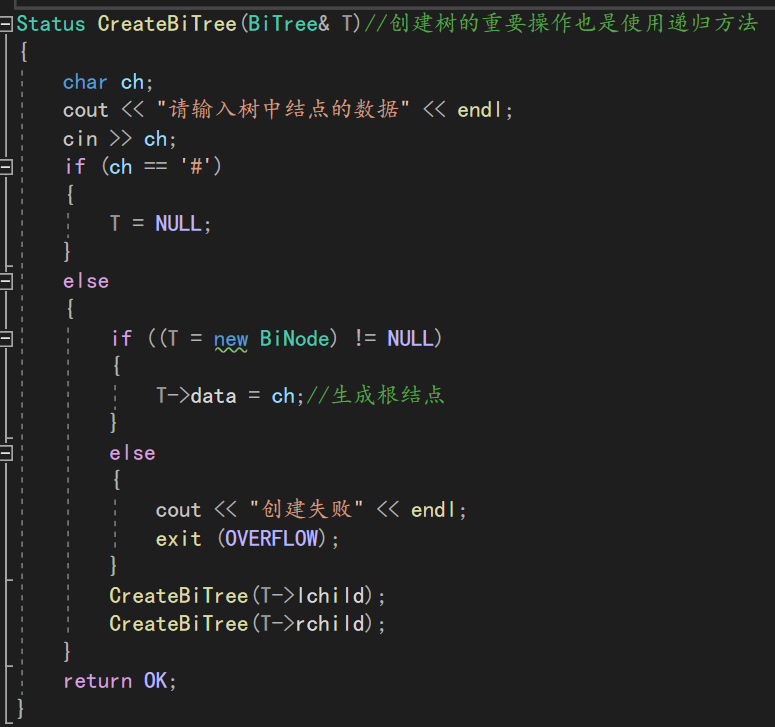 Status CreateBiTree(BiTree& T)//创建树的重要操作也是使用递归方法
{
char ch;
cout << "请输入树中结点的数据" << endl;
cin >> ch;
if (ch == '#')
{
T = NULL;
}
else
{
if ((T = new BiNode) != NULL)
{
T->data = ch;//生成根结点
}
else
{
cout << "创建失败" << endl;
exit (OVERFLOW);
}
CreateBiTree(T->lchild);
CreateBiTree(T->rchild);
}
return OK;
}